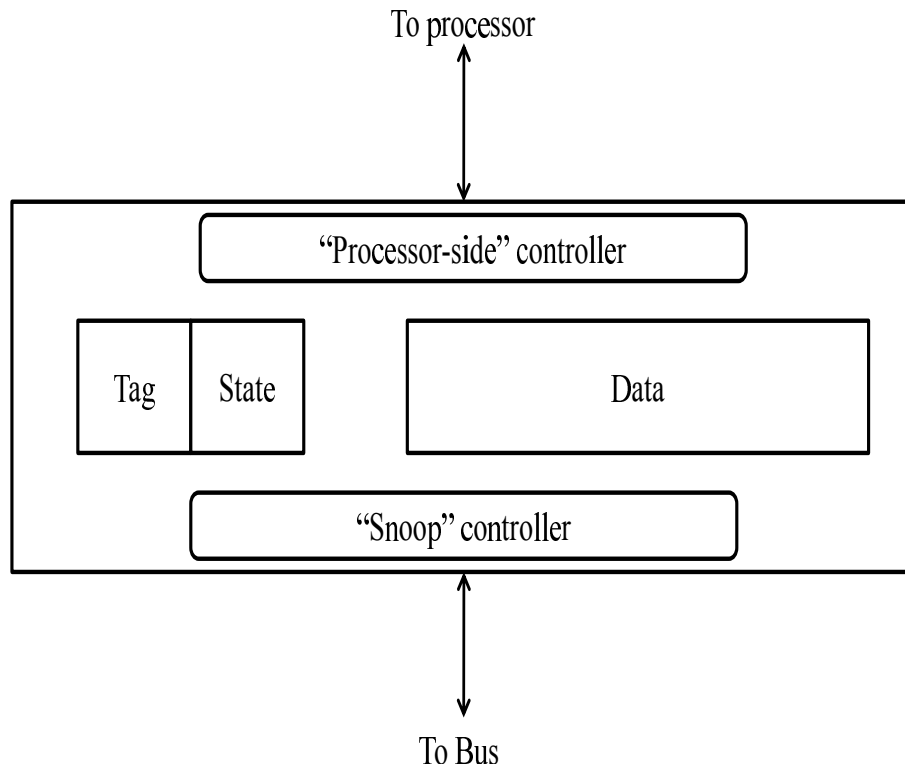 To processor
“Processor-side” controller
Tag
State
Data
“Snoop” controller
To Bus